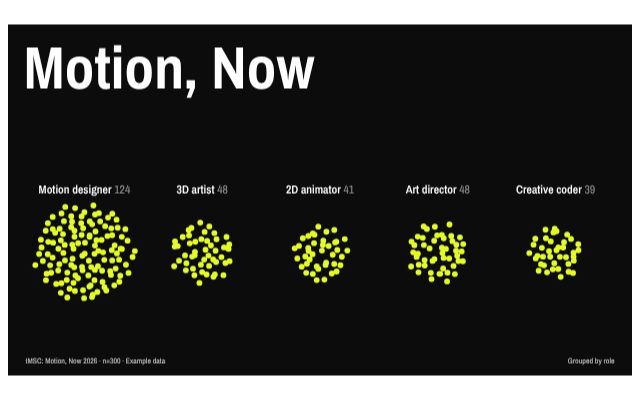 Motion, Now
Motion designer 124
3D artist 48
2D animator 41
Art director 48
Creative coder 39
tMSC: Motion, Now 2026 · n=300 · Example data
Grouped by role